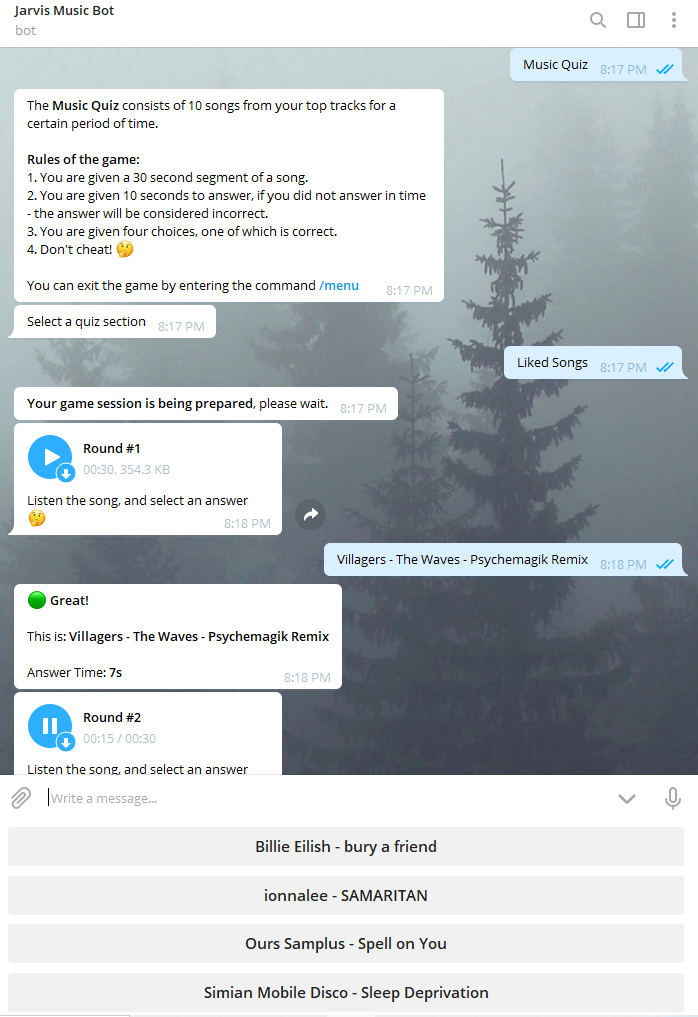 Jarvis Music Bot
bot
Music Quiz 8:17 PM
The Music Quiz consists of 10 songs from your top tracks for a
certain period of time.
Rules of the game:
1. You are given a 30 second segment of a song.
2. You are given 10 seconds to answer, if you did not answer in time
- the answer will be considered incorrect.
3. You are given four choices, one of which is correct.
4. Don't cheat! 🤔
You can exit the game by entering the command /menu 8:17 PM
Select a quiz section 8:17 PM
Liked Songs 8:17 PM
Your game session is being prepared, please wait. 8:17 PM
Round #1
00:30, 354.3 KB
Listen the song, and select an answer
🤔 8:18 PM
Villagers - The Waves - Psychemagik Remix 8:18 PM
🟢 Great!
This is: Villagers - The Waves - Psychemagik Remix
Answer Time: 7s
8:18 PM
Round #2
00:15 / 00:30
Listen the song, and select an answer
Write a message...
Billie Eilish - bury a friend
ionnalee - SAMARITAN
Ours Samplus - Spell on You
Simian Mobile Disco - Sleep Deprivation